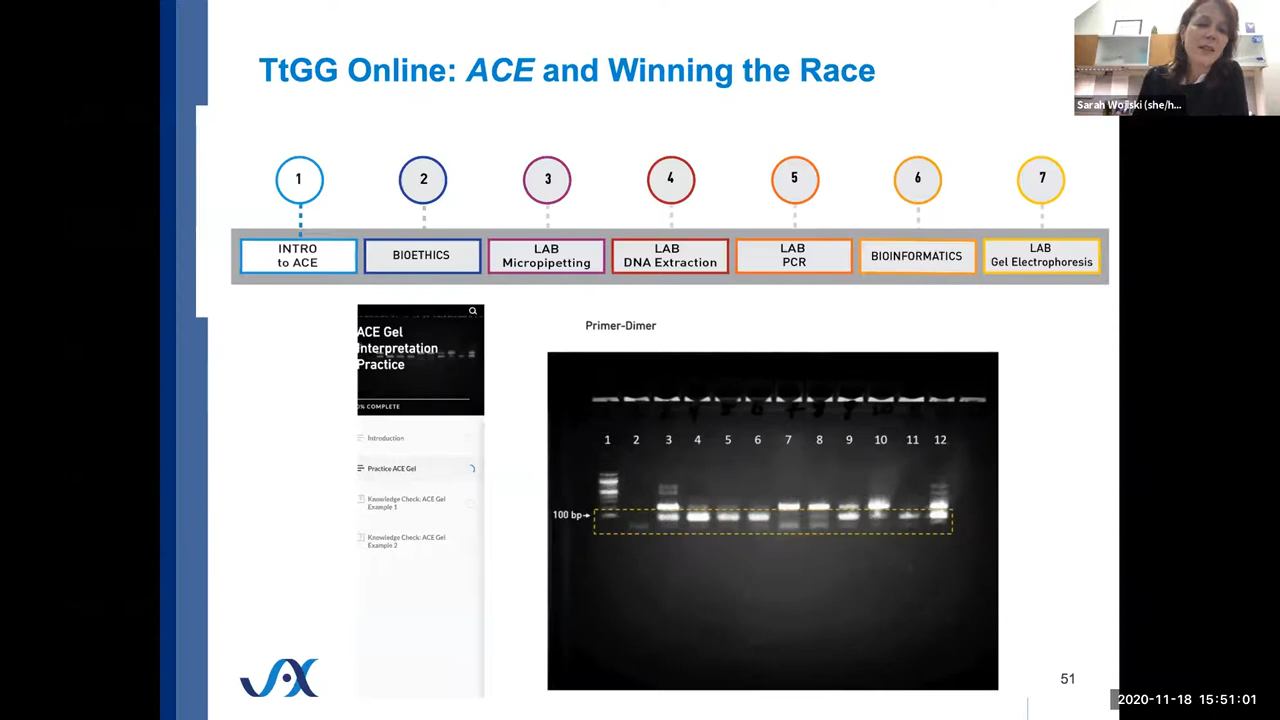 TtGG Online: ACE and Winning the Race
Sarah Wojiski (she/h...
1
2
3
4
5
6
7
INTRO
to ACE
BIOETHICS
LAB
Micropipetting
LAB
DNA Extraction
LAB
PCR
BIOINFORMATICS
LAB
Gel Electrophoresis
ACE Gel
Interpretation
Practice
0% COMPLETE
Introduction
Practice ACE Gel
Knowledge Check: ACE Gel
Example 1
Knowledge Check: ACE Gel
Example 2
Primer-Dimer
1 2 3 4 5 6 7 8 9 10 11 12
100 bp
JAX
51
2020-11-18 15:51:01